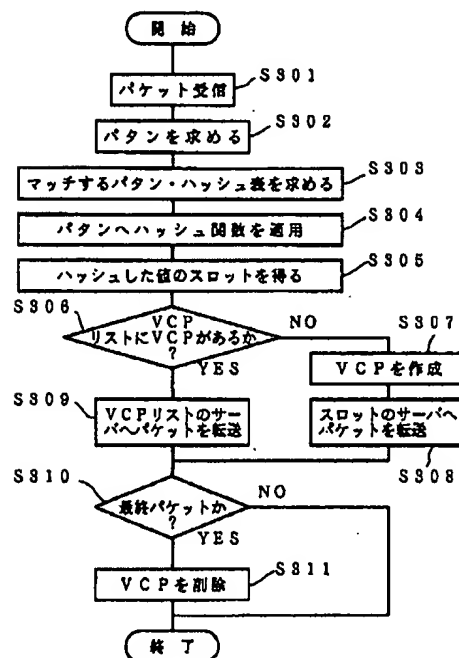 開始
S301
パケット受信
S302
パタンを求める
S303
マッチするパタン・ハッシュ表を求める
S304
パタンへハッシュ関数を適用
S305
ハッシュした値のスロットを得る
S306
VCP
リストにVCPがあるか
?
NO
YES
S307
VCPを作成
S309
VCPリストのサー
バへパケットを転送
スロットのサーバへ
パケットを転送
S308
S310
最終パケットか
?
NO
YES
S311
VCPを削除
終了